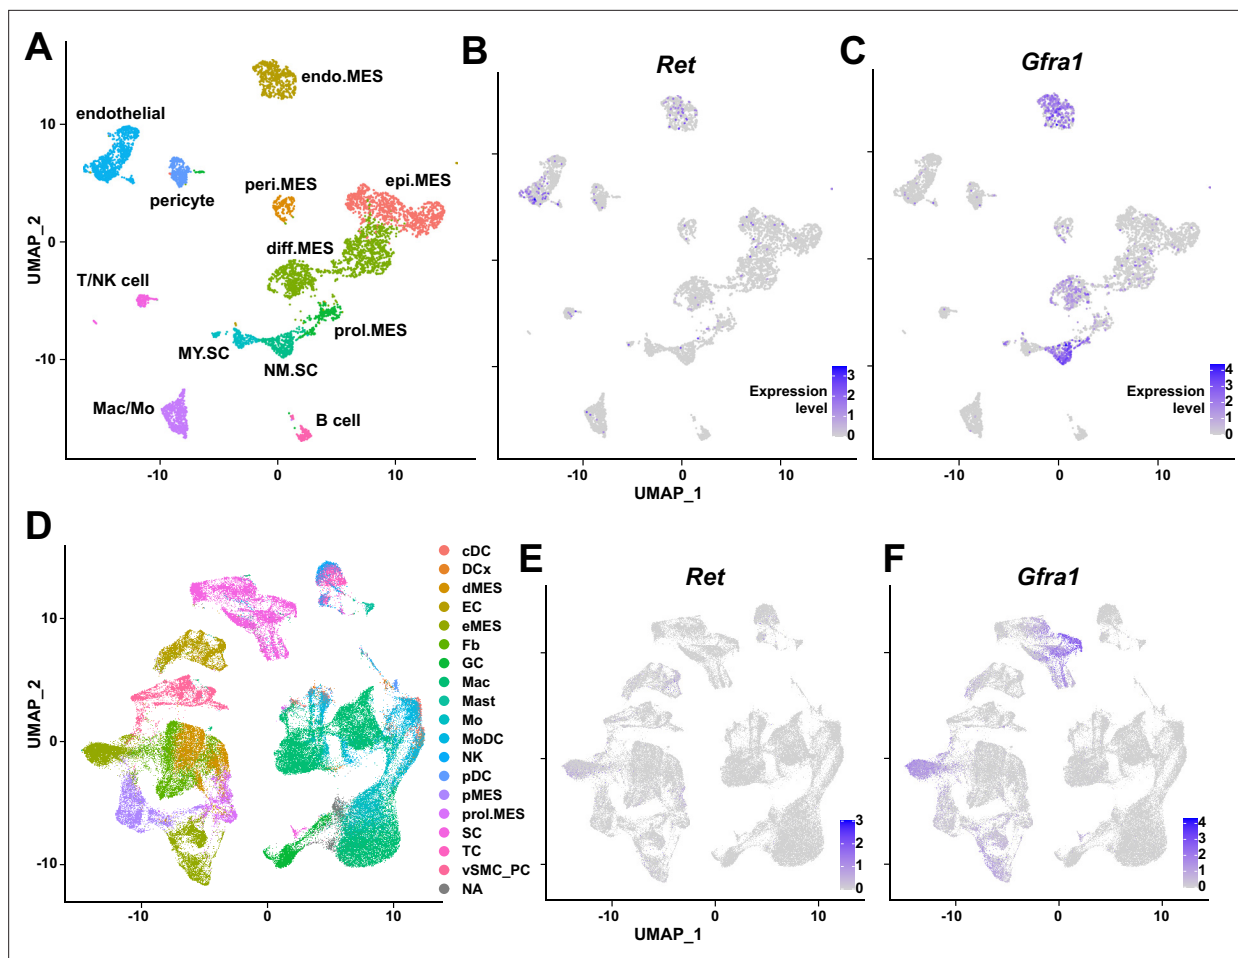 A
B
C
Ret
Gfra1
endo.MES
endothelial
pericyte
peri.MES
epi.MES
diff.MES
T/NK cell
prol.MES
MY.SC
NM.SC
Mac/Mo
B cell
UMAP_2
10
0
-10
-10
0
10
Expression
level
3
2
1
0
-10
0
10
UMAP_1
Expression
level
4
3
2
1
0
-10
0
10
D
E
F
Ret
Gfra1
UMAP_2
10
0
-10
-10
0
10
cDC
DCx
dMES
EC
eMES
Fb
GC
Mac
Mast
Mo
MoDC
NK
pDC
pMES
prol.MES
SC
TC
vSMC_PC
NA
3
2
1
0
-10
0
10
UMAP_1
4
3
2
1
0
-10
0
10